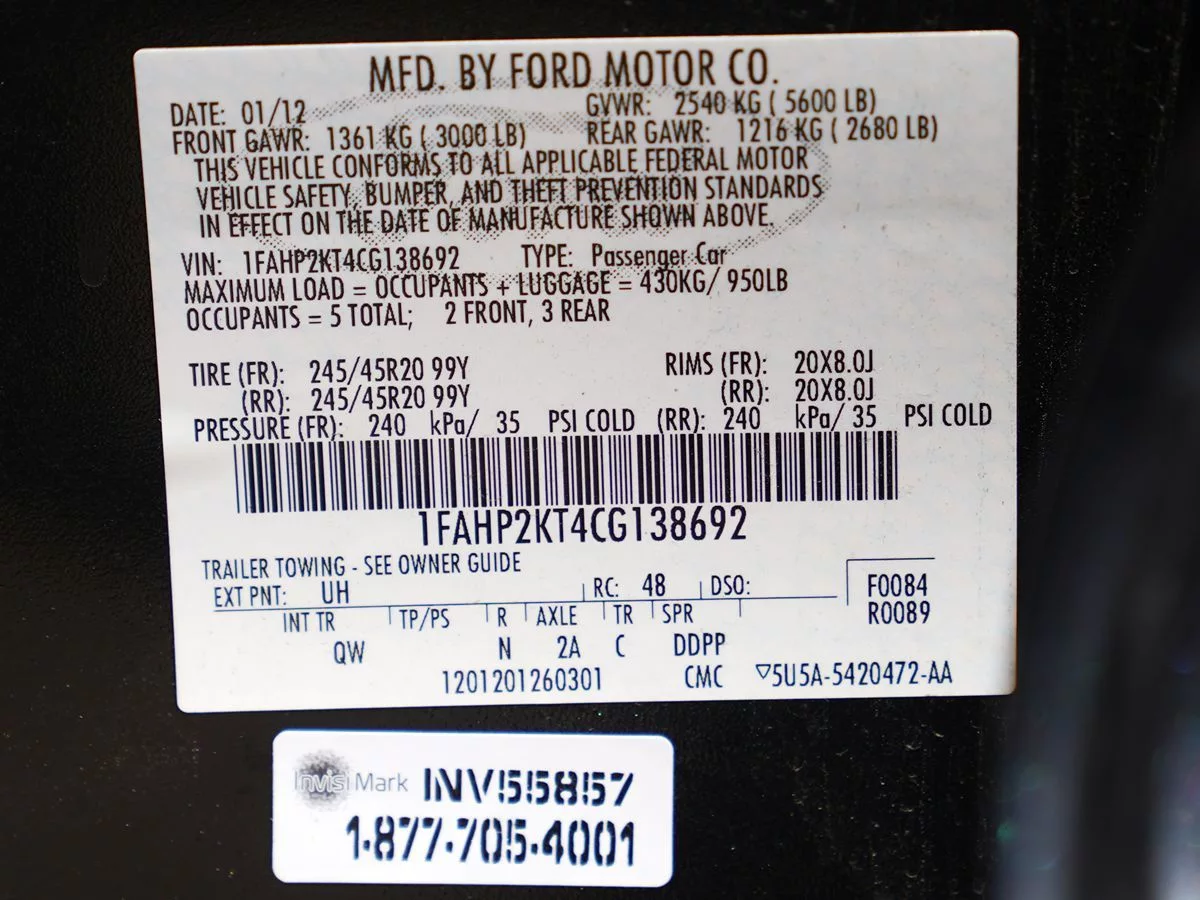 MFD. BY FORD MOTOR CO.
DATE: 01/12 GVWR: 2540 KG ( 5600 LB)
FRONT GAWR: 1361 KG ( 3000 LB) REAR GAWR: 1216 KG ( 2680 LB)
THIS VEHICLE CONFORMS TO ALL APPLICABLE FEDERAL MOTOR
VEHICLE SAFETY, BUMPER, AND THEFT PREVENTION STANDARDS
IN EFFECT ON THE DATE OF MANUFACTURE SHOWN ABOVE.
VIN: 1FAHP2KT4CG138692 TYPE: Passenger Car
MAXIMUM LOAD = OCCUPANTS + LUGGAGE = 430KG/ 950LB
OCCUPANTS = 5 TOTAL; 2 FRONT, 3 REAR
TIRE (FR): 245/45R20 99Y RIMS (FR): 20X8.0J
(RR): 245/45R20 99Y (RR): 20X8.0J
PRESSURE (FR): 240 kPa/ 35 PSI COLD (RR): 240 kPa/ 35 PSI COLD
1FAHP2KT4CG138692
TRAILER TOWING - SEE OWNER GUIDE
EXT PNT: UH RC: 48 DSO: F0084
INT TR TP/PS R AXLE TR SPR R0089
QW N 2A C DDPP
1201201260301 CMC ▽5U5A-5420472-AA
InvisiMark INV55857
1-877-705-4001